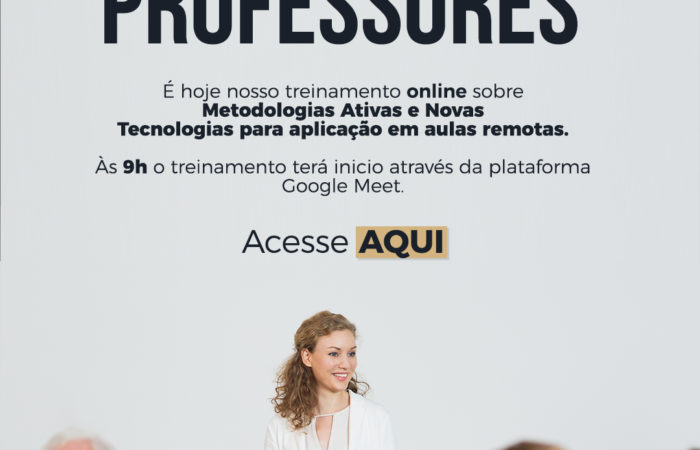 PROFESSORES
É hoje nosso treinamento online sobre
Metodologias Ativas e Novas
Tecnologias para aplicação em aulas remotas.
Às 9h o treinamento terá inicio através da plataforma
Google Meet.
Acesse AQUI